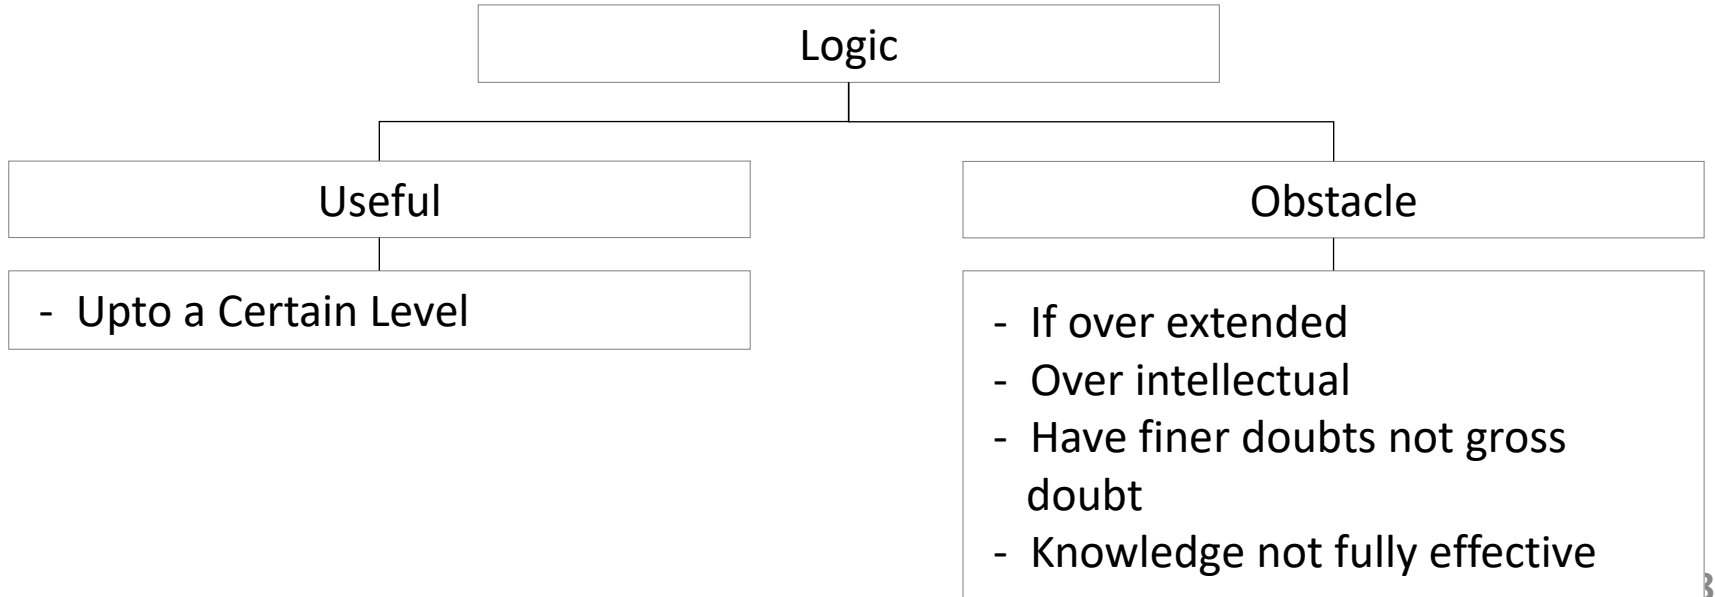 Logic
Useful
Obstacle
- Upto a Certain Level
- If over extended
- Over intellectual
- Have finer doubts not gross
doubt
- Knowledge not fully effective